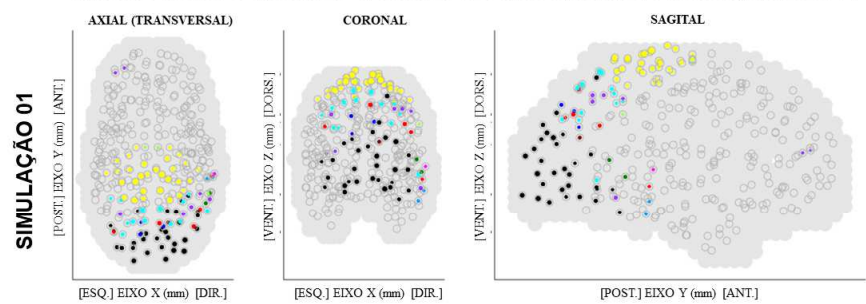 AXIAL (TRANSVERSAL)
CORONAL
SAGITAL
SIMULAÇÃO 01
[POST.] EIXO Y (mm) [ANT.]
[VENT.] EIXO Z (mm) [DORS.]
[VENT.] EIXO Z (mm) [DORS.]
[ESQ.] EIXO X (mm) [DIR.]
[ESQ.] EIXO X (mm) [DIR.]
[POST.] EIXO Y (mm) [ANT.]